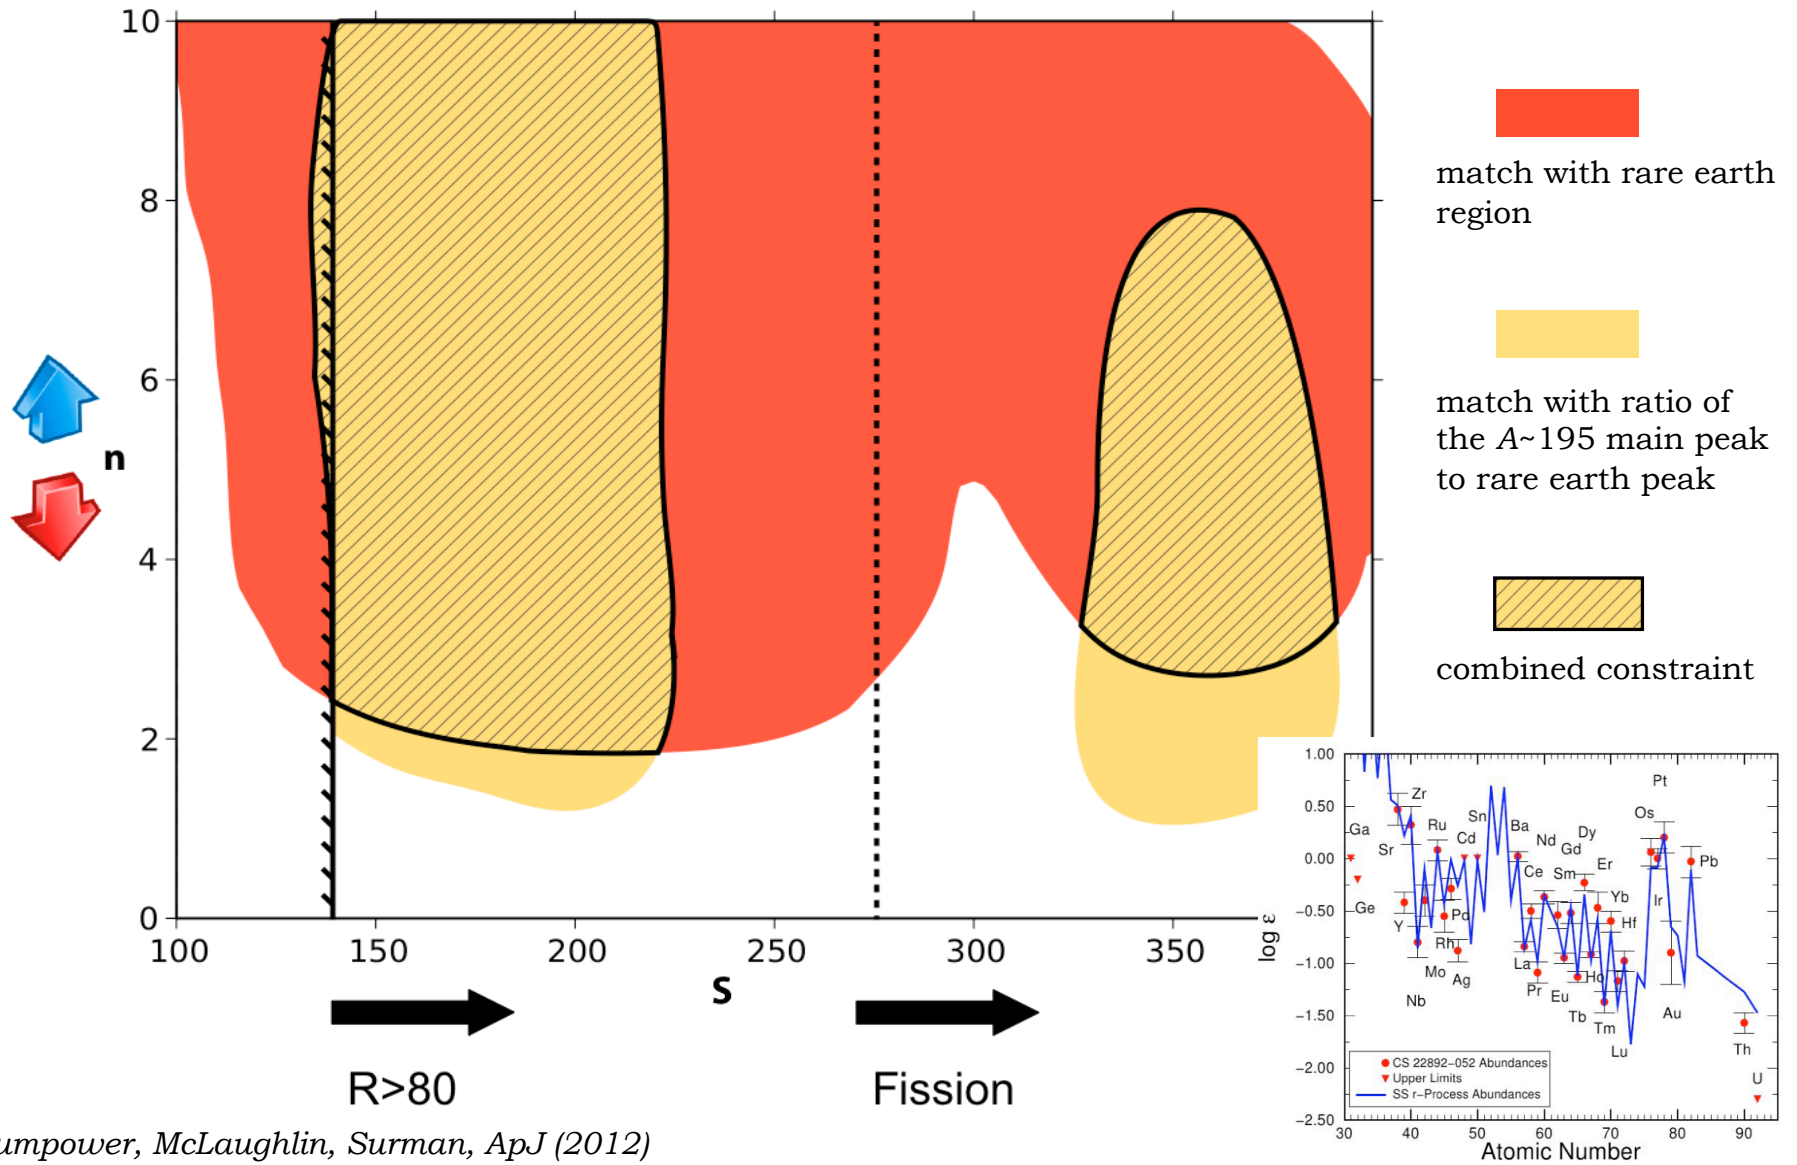 10
8
6
4
2
0
n
100
150
200
250
300
350
S
R>80
Fission
match with rare earth
region
match with ratio of
the A~195 main peak
to rare earth peak
combined constraint
1.00
0.50
0.00
−0.50
−1.00
−1.50
−2.00
−2.50
log ε
30
40
50
60
70
80
90
Atomic Number
Ga
Ge
Sr
Y
Zr
Nb
Mo
Ru
Rh
Pd
Ag
Cd
Sn
Ba
La
Ce
Pr
Nd
Sm
Eu
Gd
Tb
Dy
Ho
Er
Tm
Yb
Lu
Hf
Os
Ir
Pt
Au
Pb
Th
U
CS 22892−052 Abundances
Upper Limits
SS r−Process Abundances
umpower, McLaughlin, Surman, ApJ (2012)